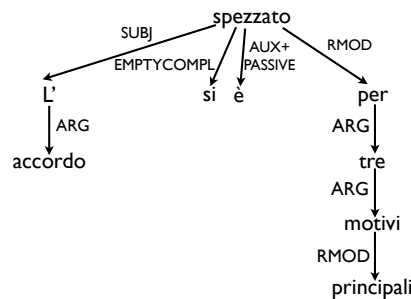 spezzato
SUBJ
AUX+
RMOD
EMPTYCOMPL
PASSIVE
L'
si
è
per
ARG
ARG
accordo
tre
ARG
motivi
RMOD
principali